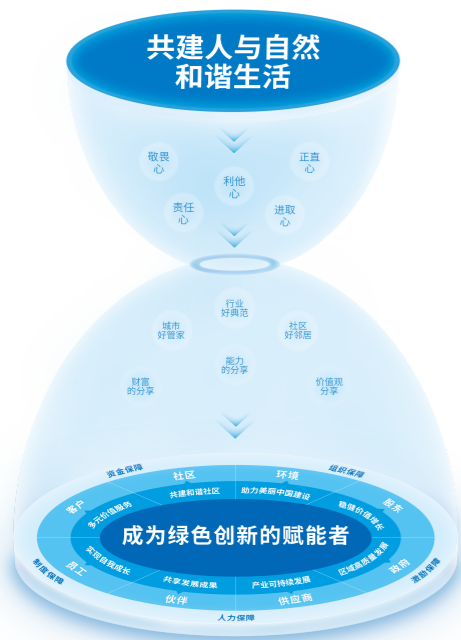 共建人与自然
和谐生活
敬畏
心
正直
心
利他
心
责任
心
进取
心
行业
好典范
城市
好管家
社区
好邻居
能力
的分享
财富
的分享
价值观
分享
资金保障
组织保障
社区
环境
共建和谐社区
助力美丽中国建设
客户
股东
多元价值服务
稳健价值增长
成为绿色创新的赋能者
制度保障
激励保障
员工
政府
实现自我成长
区域高质量发展
共享发展成果
产业可持续发展
伙伴
供应商
人力保障